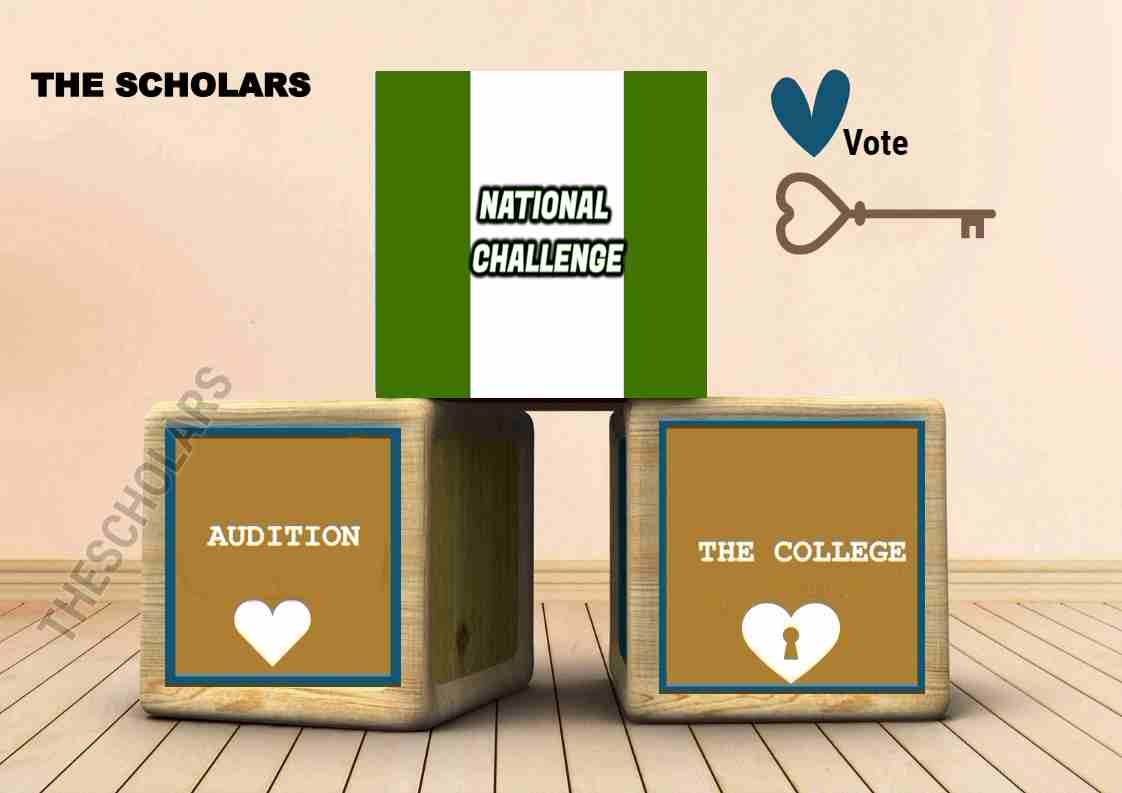 THE SCHOLARS
Vote
NATIONAL
CHALLENGE
THESCHOLARS
AUDITION
THE COLLEGE